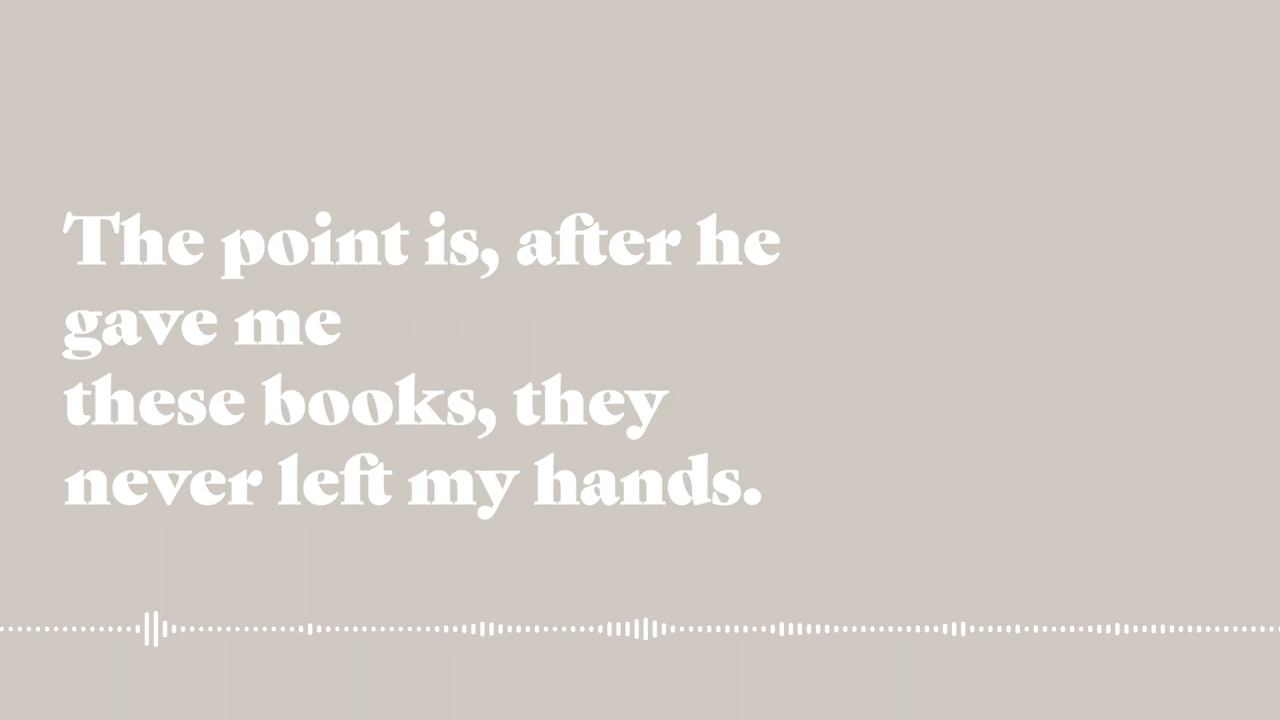 The point is, after he
gave me
these books, they
never left my hands.